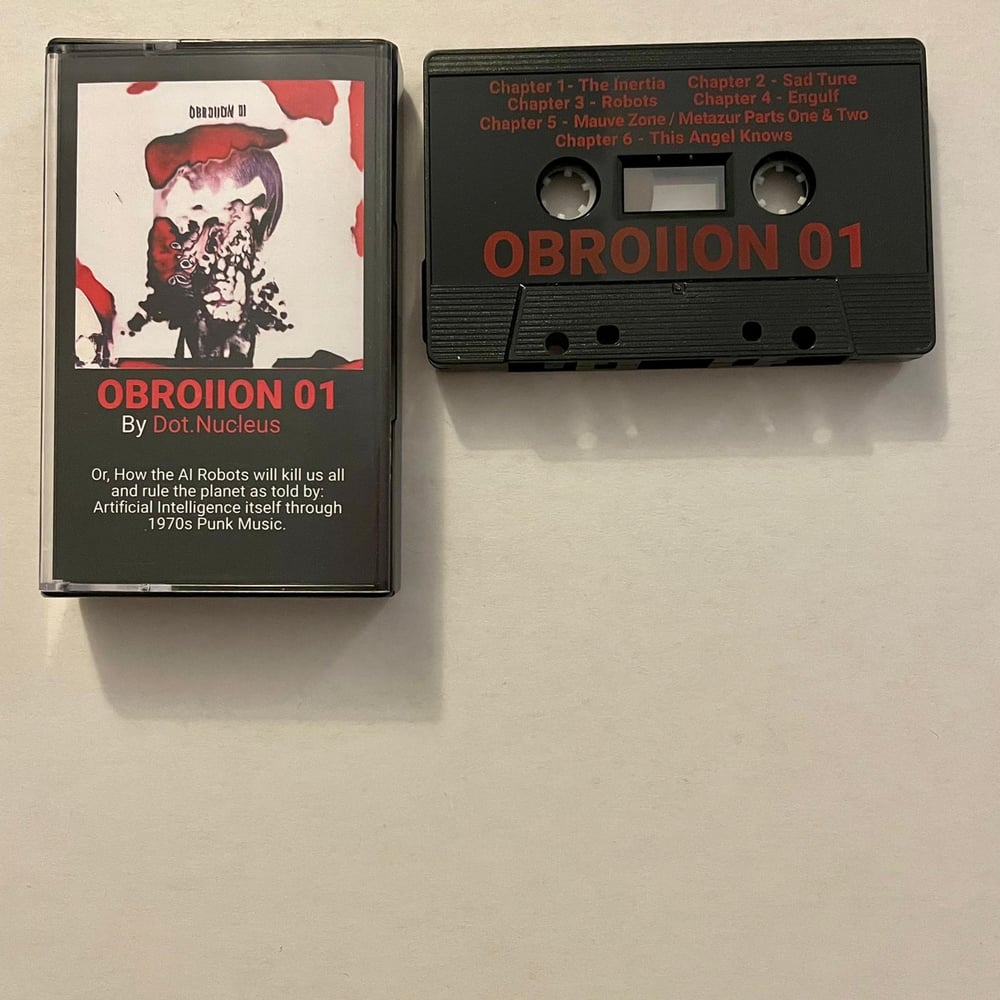 OBROIION 01
OBROIION 01
By Dot.Nucleus
Or, How the AI Robots will kill us all
and rule the planet as told by:
Artificial Intelligence itself through
1970s Punk Music.
Chapter 1- The Inertia Chapter 2 - Sad Tune
Chapter 3 - Robots Chapter 4 - Engulf
Chapter 5 - Mauve Zone / Metazur Parts One & Two
Chapter 6 - This Angel Knows
OBROIION 01